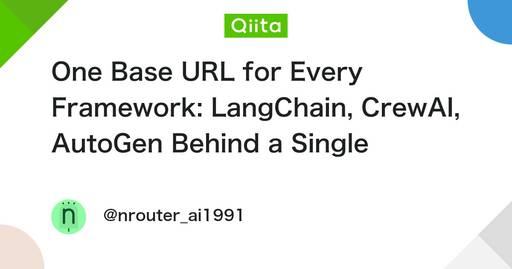 Qiita
One Base URL for Every
Framework: LangChain, CrewAI,
AutoGen Behind a Single
n
@nrouter_ai1991